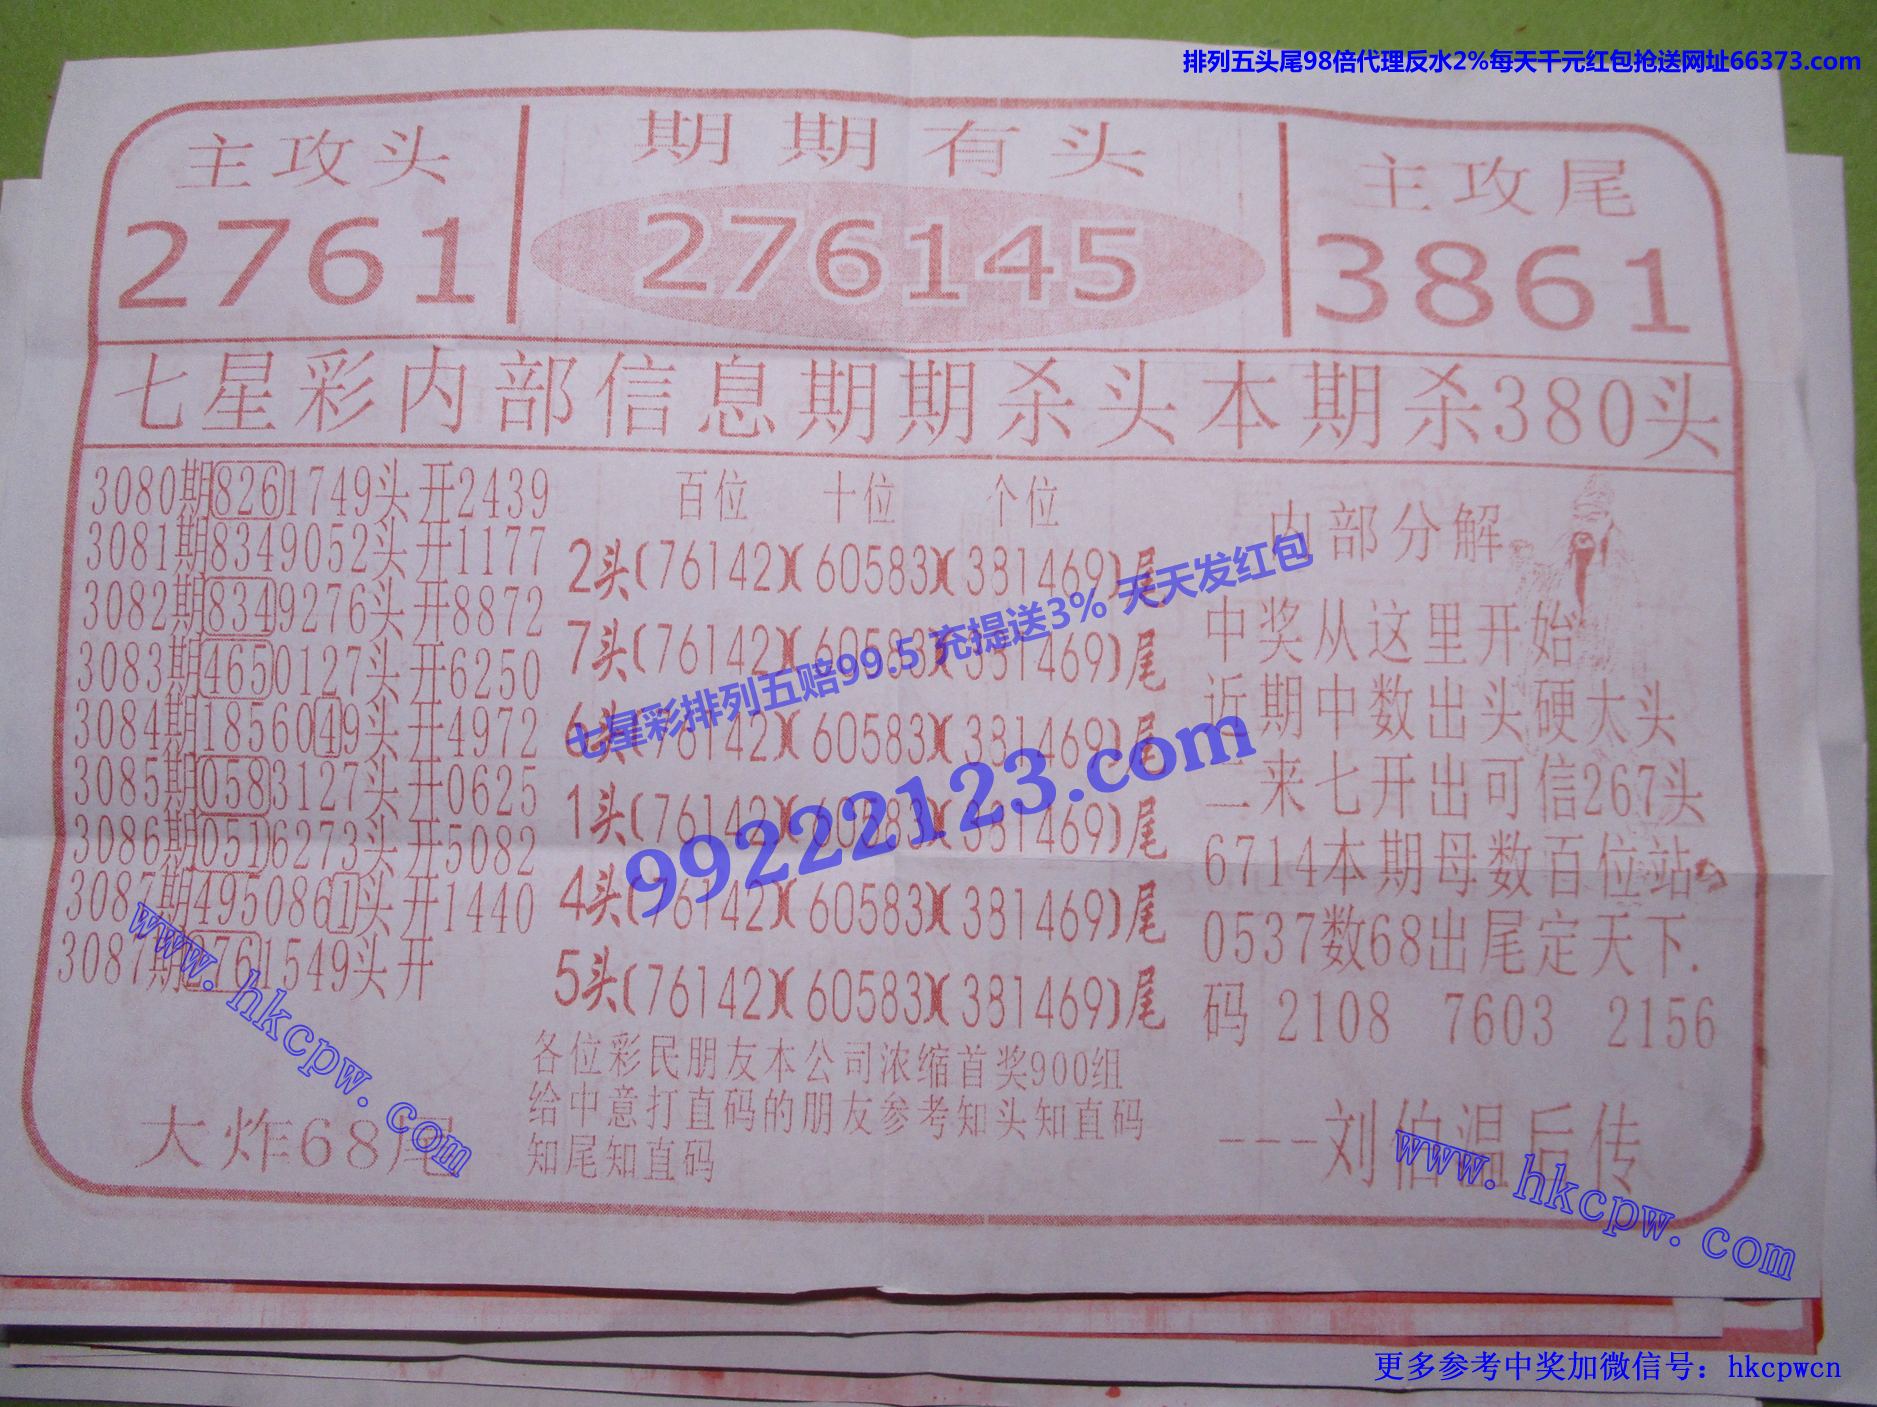 排列五头尾98倍代理反水2%每天千元红包抢送网址66373.com
主攻头
2761
期期有头
276145
主攻尾
3861
七星彩内部信息期期杀头本期杀380头
3080期8261749头开2439
3081期8349052头开1177
3082期8349276头开8872
3083期4650127头开6250
3084期1856049头开4972
3085期0583127头开0625
3086期0516273头开5082
3087期4950861头开1440
3087期2761549头开
大炸68尾
百位 十位 个位
2头(76142)(60583)(381469)尾
7头(76142)(60583)(381469)尾
6头(76142)(60583)(381469)尾
1头(76142)(60583)(381469)尾
4头(76142)(60583)(381469)尾
5头(76142)(60583)(381469)尾
各位彩民朋友本公司浓缩首奖900组
给中意打直码的朋友参考知头知直码
知尾知直码
内部分解
中奖从这里开始
近期中数出头硬太头
二来七开出可信267头
6714本期母数百位站
0537数68出尾定天下.
码 2108 7603 2156
---刘伯温后传
七星彩排列五赔99.5 充提送3% 天天发红包
99222123.com
www.hkcpw.com
www.hkcpw.com
更多参考中奖加微信号：hkcpwcn